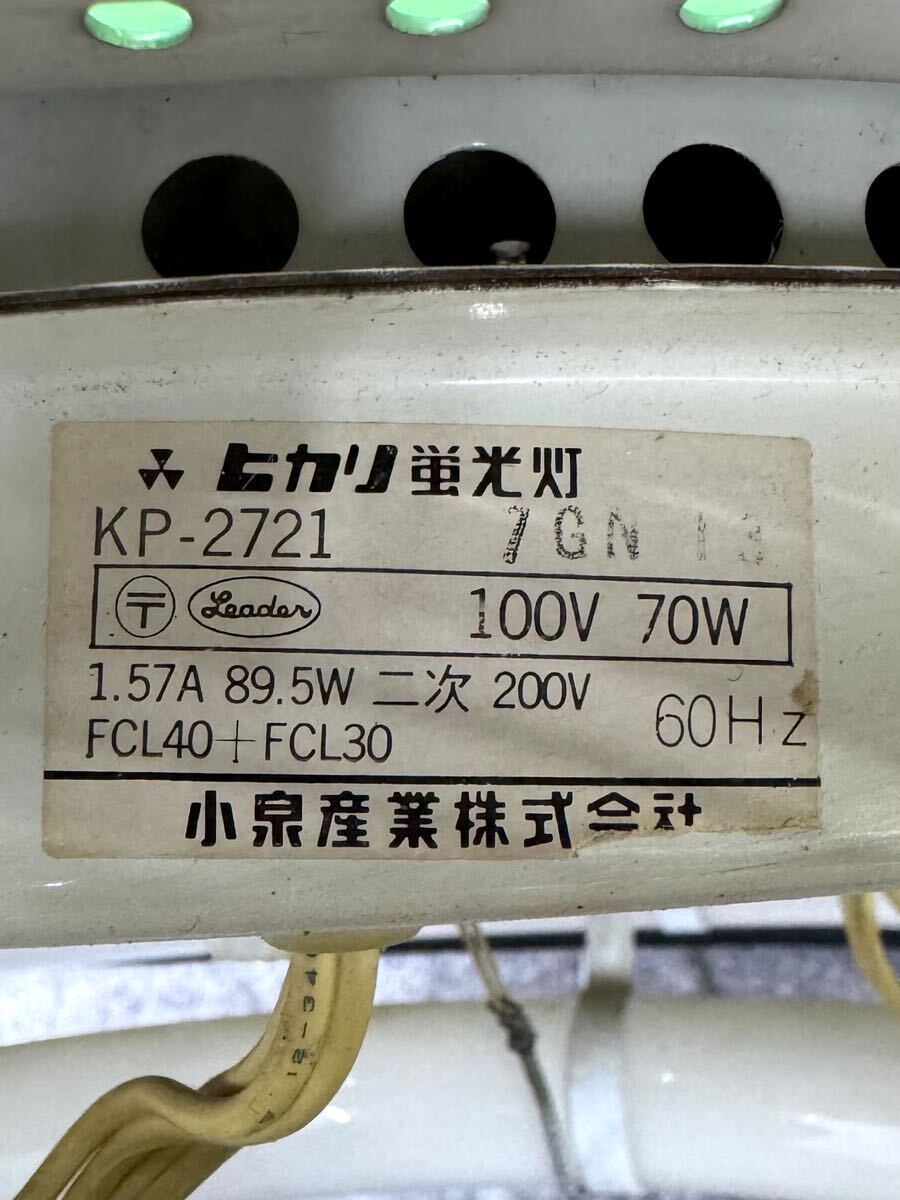 ヒカリ蛍光灯
KP-2721 7GN
〒 Leader 100V 70W
1.57A 89.5W 二次 200V
FCL40+FCL30 60Hz
小泉産業株式会社